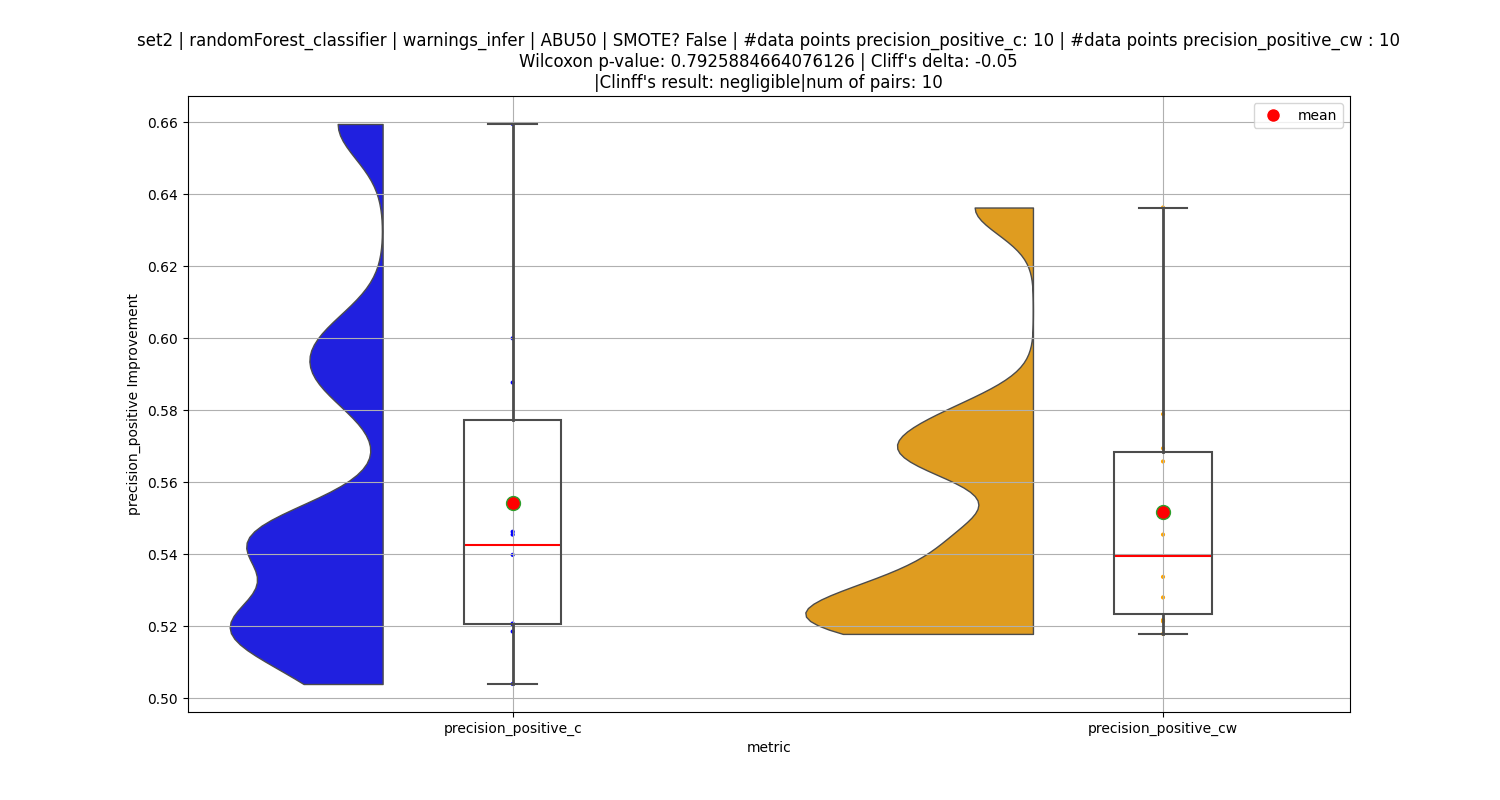 set2 | randomForest_classifier | warnings_infer | ABU50 | SMOTE? False | #data points precision_positive_c: 10 | #data points precision_positive_cw : 10
Wilcoxon p-value: 0.7925884664076126 | Cliff's delta: -0.05
|Clinff's result: negligible|num of pairs: 10
mean
0.66
0.64
0.62
0.60
0.58
0.56
0.54
0.52
0.50
precision_positive Improvement
precision_positive_c
precision_positive_cw
metric